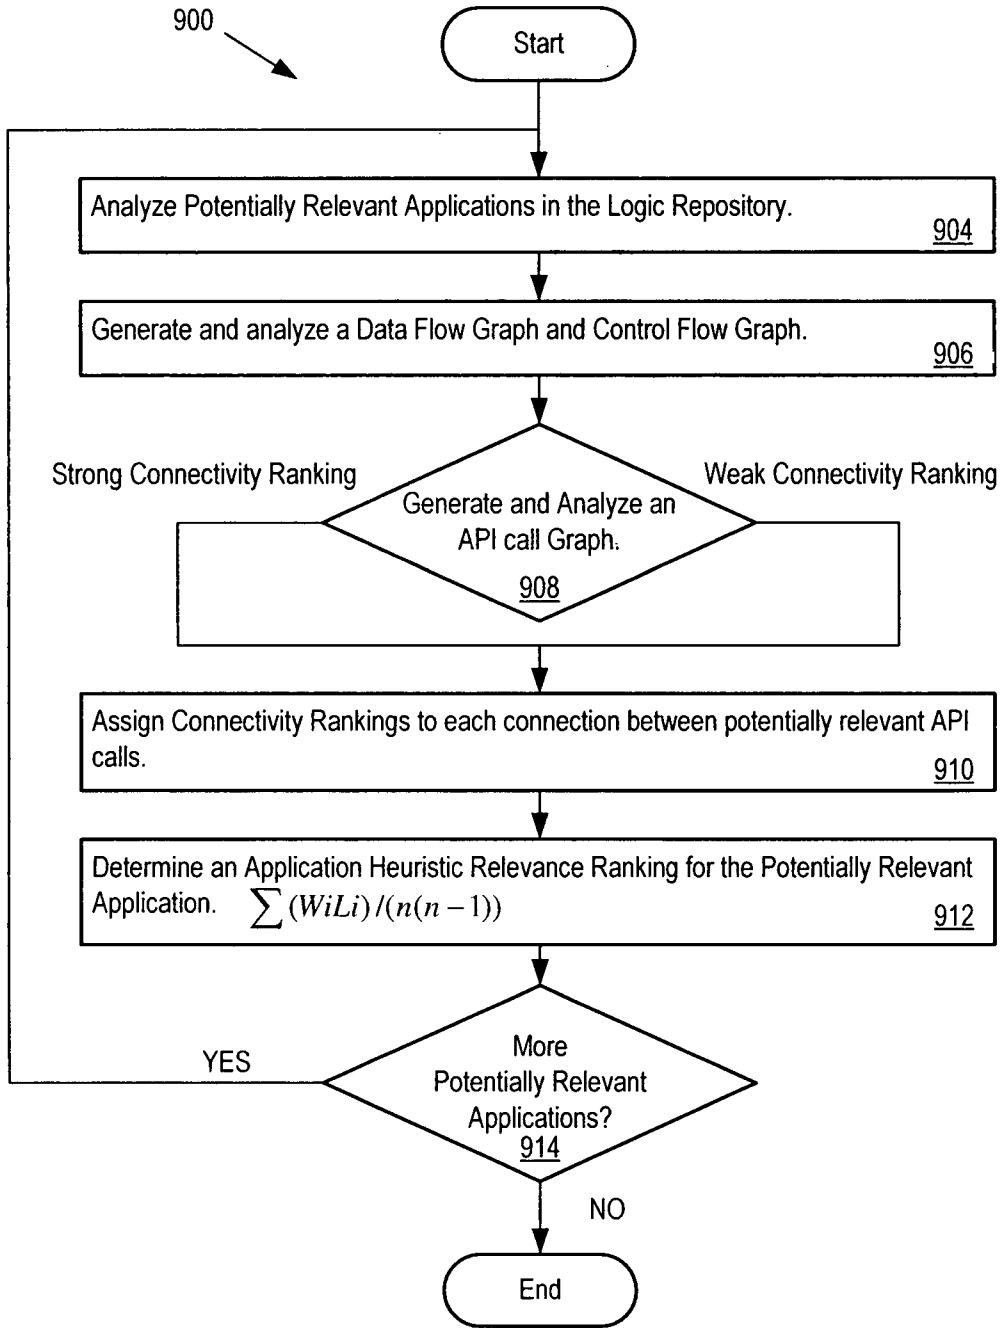 900
Start
Analyze Potentially Relevant Applications in the Logic Repository.
904
Generate and analyze a Data Flow Graph and Control Flow Graph.
906
Strong Connectivity Ranking
Weak Connectivity Ranking
Generate and Analyze an
API call Graph.
908
Assign Connectivity Rankings to each connection between potentially relevant API
calls.
910
Determine an Application Heuristic Relevance Ranking for the Potentially Relevant
Application. ∑(WiLi)/(n(n−1))
912
YES
More
Potentially Relevant
Applications?
914
NO
End